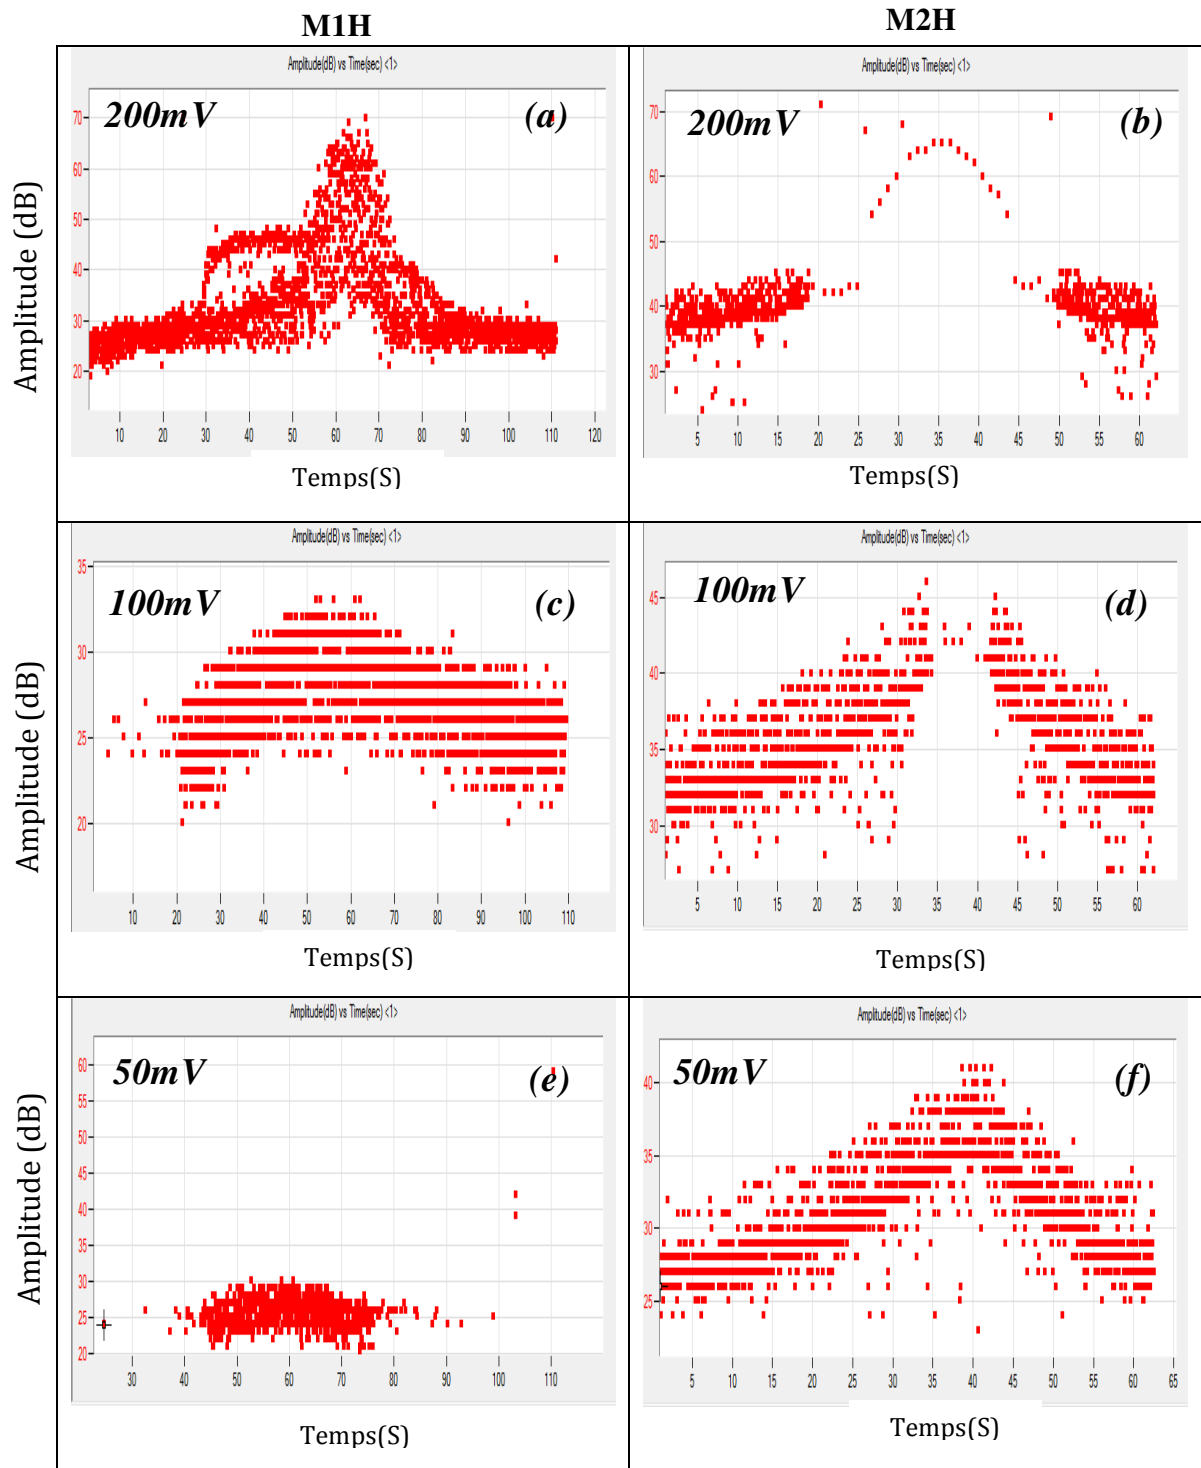 M1H
M2H
Amplitude(dB) vs Time(sec) <1>
200mV
(a)
70
60
50
40
30
20
10 20 30 40 50 60 70 80 90 100 110 120
Amplitude (dB)
Temps(S)
Amplitude(dB) vs Time(sec) <1>
200mV
(b)
70
60
50
40
30
5 10 15 20 25 30 35 40 45 50 55 60
Temps(S)
Amplitude(dB) vs Time(sec) <1>
100mV
(c)
35
30
25
20
10 20 30 40 50 60 70 80 90 100 110
Amplitude (dB)
Temps(S)
Amplitude(dB) vs Time(sec) <1>
100mV
(d)
45
40
35
30
5 10 15 20 25 30 35 40 45 50 55 60
Temps(S)
Amplitude(dB) vs Time(sec) <1>
50mV
(e)
60
55
50
45
40
35
30
25
20
30 40 50 60 70 80 90 100 110
Amplitude (dB)
Temps(S)
Amplitude(dB) vs Time(sec) <1>
50mV
(f)
40
35
30
25
5 10 15 20 25 30 35 40 45 50 55 60 65
Temps(S)